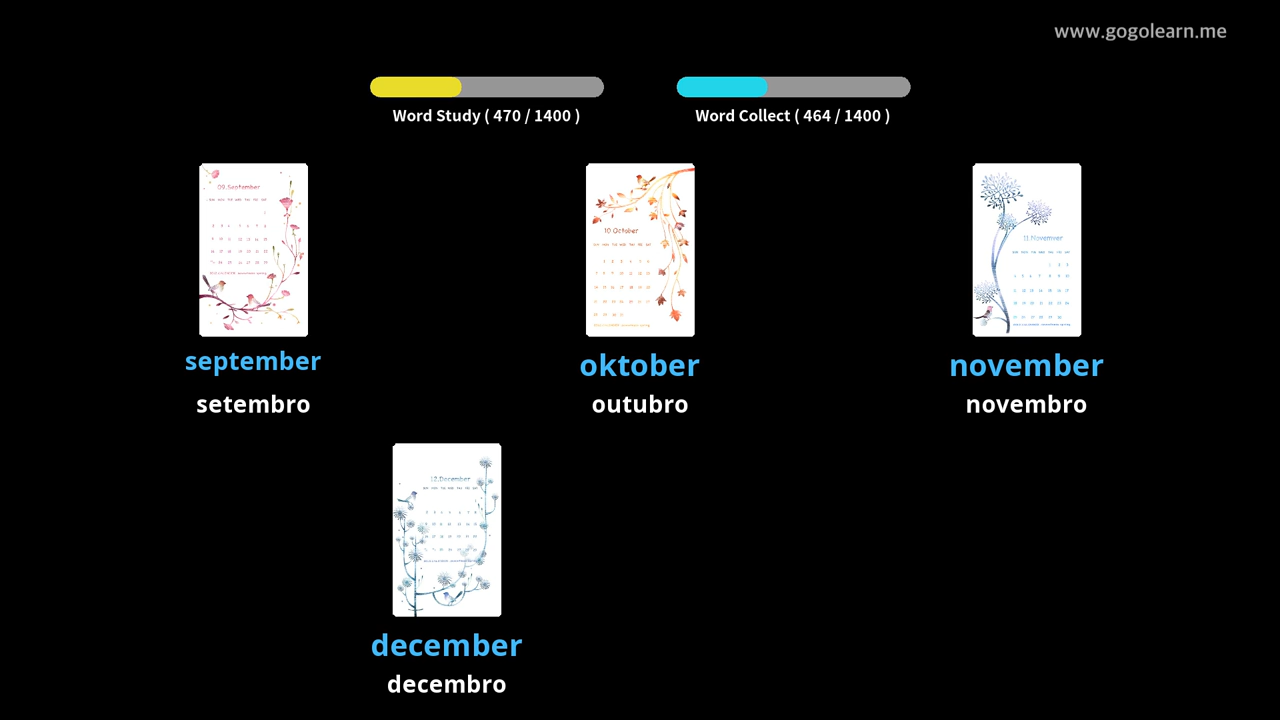 www.gogolearn.me
Word Study ( 470 / 1400 )
Word Collect ( 464 / 1400 )
09.September
10.October
11.November
september
oktober
november
setembro
outubro
novembro
12.December
december
decembro